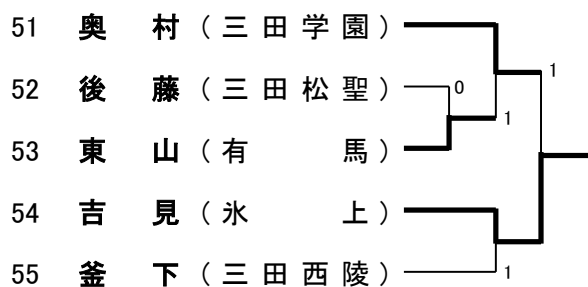 51 奥 村 ( 三 田 学 園 )
1
52 後 藤 ( 三 田 松 聖 ) 0
1
53 東 山 ( 有 馬 )
54 吉 見 ( 氷 上 )
55 釜 下 ( 三 田 西 陵 ) 1